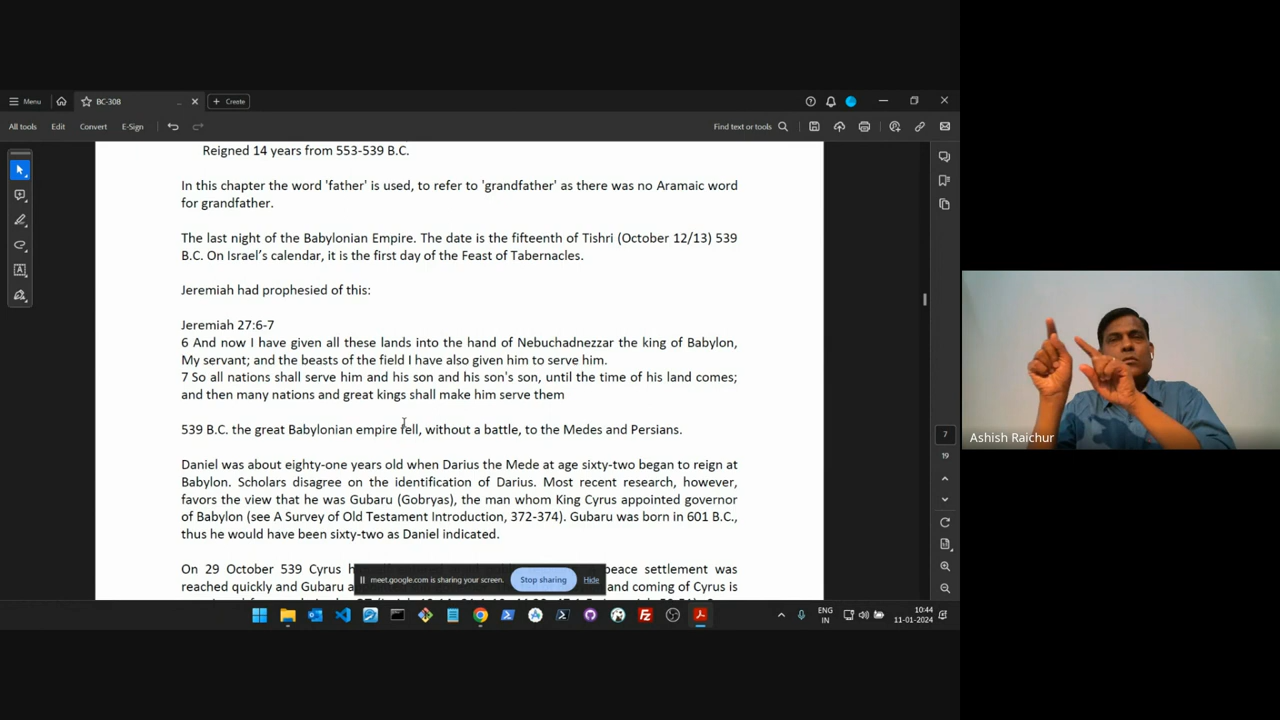 Menu
BC-308
Create
All tools
Edit
Convert
E-Sign
Find text or tools
Reigned 14 years from 553-539 B.C.
In this chapter the word 'father' is used, to refer to 'grandfather' as there was no Aramaic word
for grandfather.
The last night of the Babylonian Empire. The date is the fifteenth of Tishri (October 12/13) 539
B.C. On Israel's calendar, it is the first day of the Feast of Tabernacles.
Jeremiah had prophesied of this:
Jeremiah 27:6-7
6 And now I have given all these lands into the hand of Nebuchadnezzar the king of Babylon,
My servant; and the beasts of the field I have also given him to serve him.
7 So all nations shall serve him and his son and his son's son, until the time of his land comes;
and then many nations and great kings shall make him serve them
539 B.C. the great Babylonian empire fell, without a battle, to the Medes and Persians.
Daniel was about eighty-one years old when Darius the Mede at age sixty-two began to reign at
Babylon. Scholars disagree on the identification of Darius. Most recent research, however,
favors the view that he was Gubaru (Gobryas), the man whom King Cyrus appointed governor
of Babylon (see A Survey of Old Testament Introduction, 372-374). Gubaru was born in 601 B.C.,
thus he would have been sixty-two as Daniel indicated.
On 29 October 539 Cyrus h peace settlement was
reached quickly and Gubaru a and coming of Cyrus is
meet.google.com is sharing your screen.
Stop sharing
Hide
7
19
ENG
IN
10:44
11-01-2024
Ashish Raichur